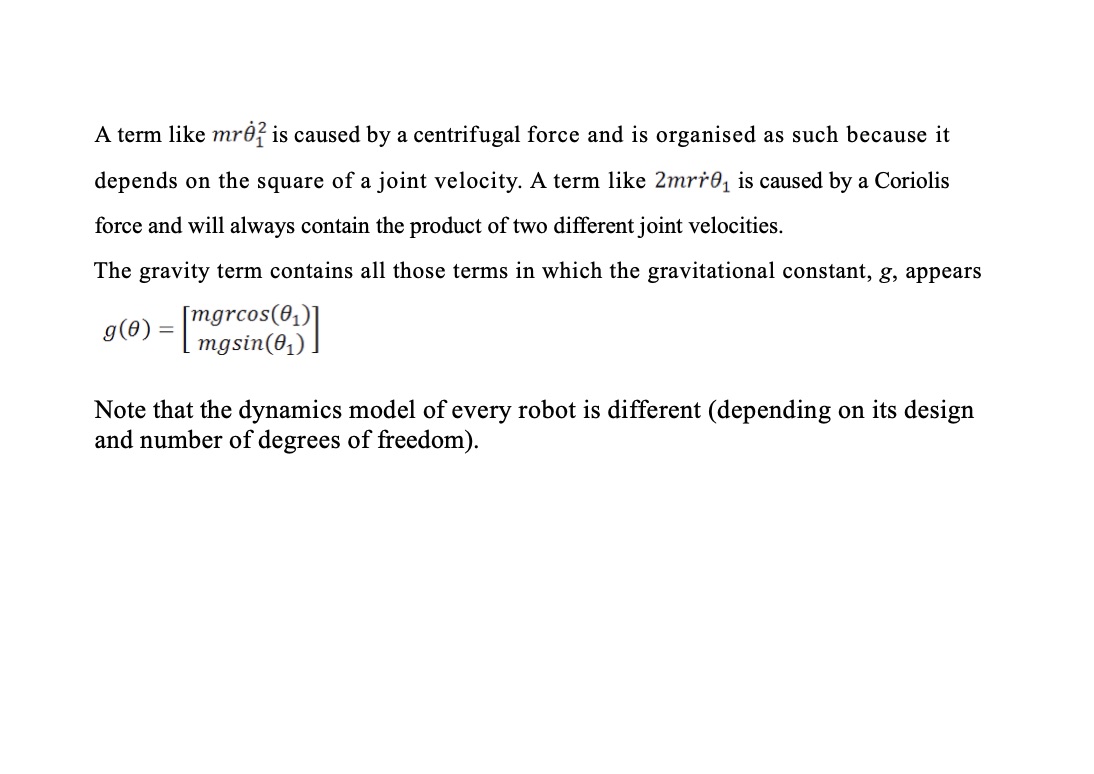 A term like mrθ̇₁² is caused by a centrifugal force and is organised as such because it
depends on the square of a joint velocity. A term like 2mrṙθ₁ is caused by a Coriolis
force and will always contain the product of two different joint velocities.
The gravity term contains all those terms in which the gravitational constant, g, appears
g(θ) = [mgrcos(θ₁)
mgsin(θ₁)]
Note that the dynamics model of every robot is different (depending on its design
and number of degrees of freedom).